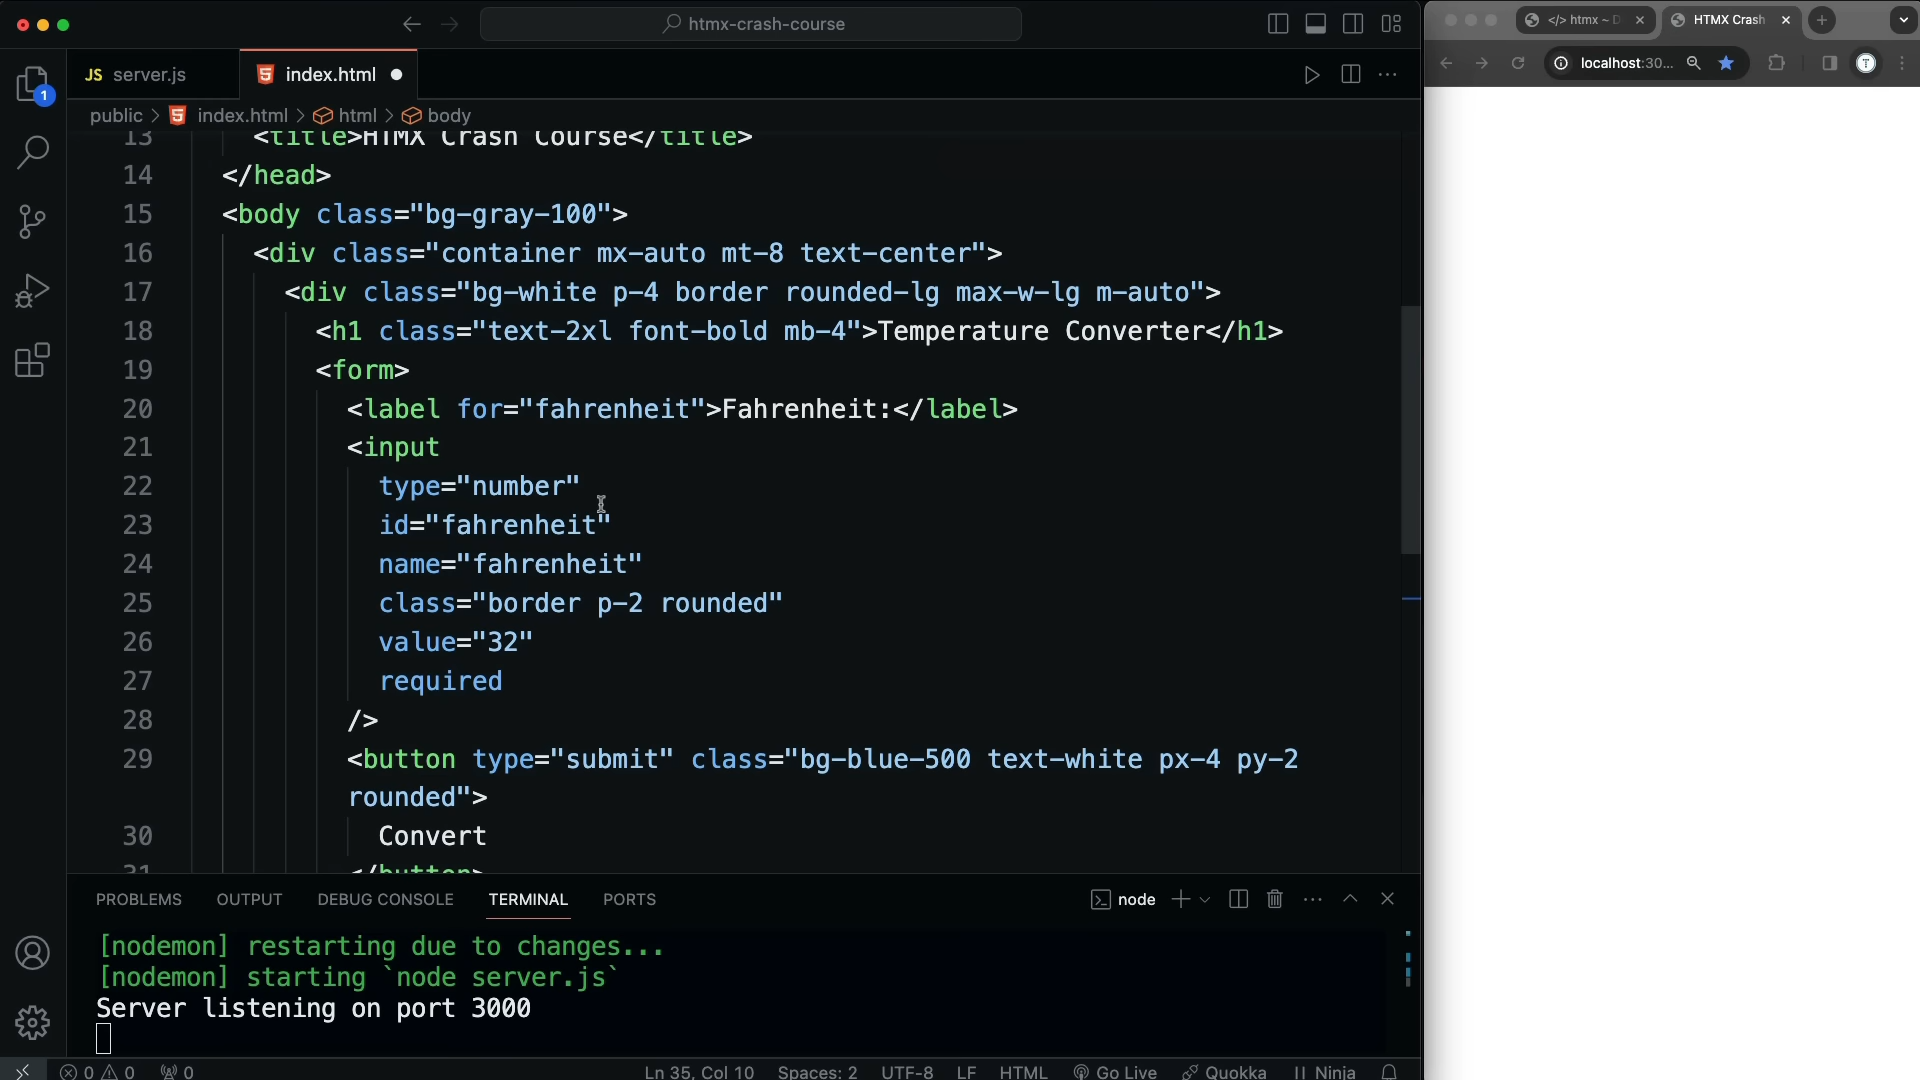 htmx-crash-course
</> htmx ~ D
HTMX Crash
JS server.js
index.html
localhost:30...
public > index.html > html > body
13 <title>HTMX Crash Course</title>
14 </head>
15 <body class="bg-gray-100">
16 <div class="container mx-auto mt-8 text-center">
17 <div class="bg-white p-4 border rounded-lg max-w-lg m-auto">
18 <h1 class="text-2xl font-bold mb-4">Temperature Converter</h1>
19 <form>
20 <label for="fahrenheit">Fahrenheit:</label>
21 <input
22 type="number"
23 id="fahrenheit"
24 name="fahrenheit"
25 class="border p-2 rounded"
26 value="32"
27 required
28 />
29 <button type="submit" class="bg-blue-500 text-white px-4 py-2
rounded">
30 Convert
31 </button>
1
T
PROBLEMS OUTPUT DEBUG CONSOLE TERMINAL PORTS
node
[nodemon] restarting due to changes...
[nodemon] starting `node server.js`
Server listening on port 3000
0 0 0 Ln 35, Col 10 Spaces: 2 UTF-8 LF HTML Go Live Quokka Ninja